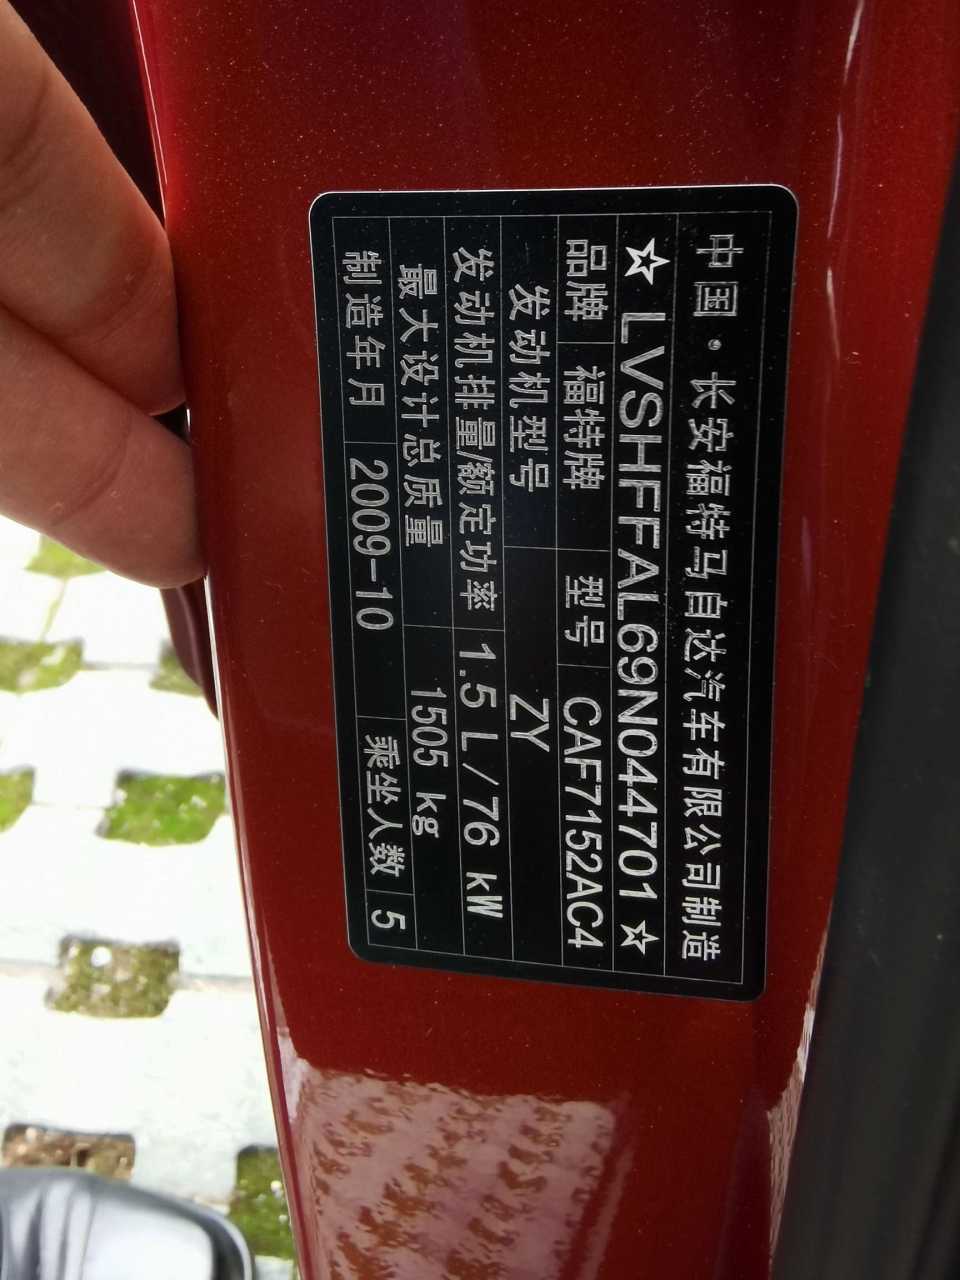 中国·长安福特马自达汽车有限公司制造
☆LVSHFFAL69N044701☆
品牌 福特牌 型号 CAF7152AC4
发动机型号 ZY
发动机排量/额定功率 1.5 L/76 kW
最大设计总质量 1505 kg
制造年月 2009-10 乘坐人数 5